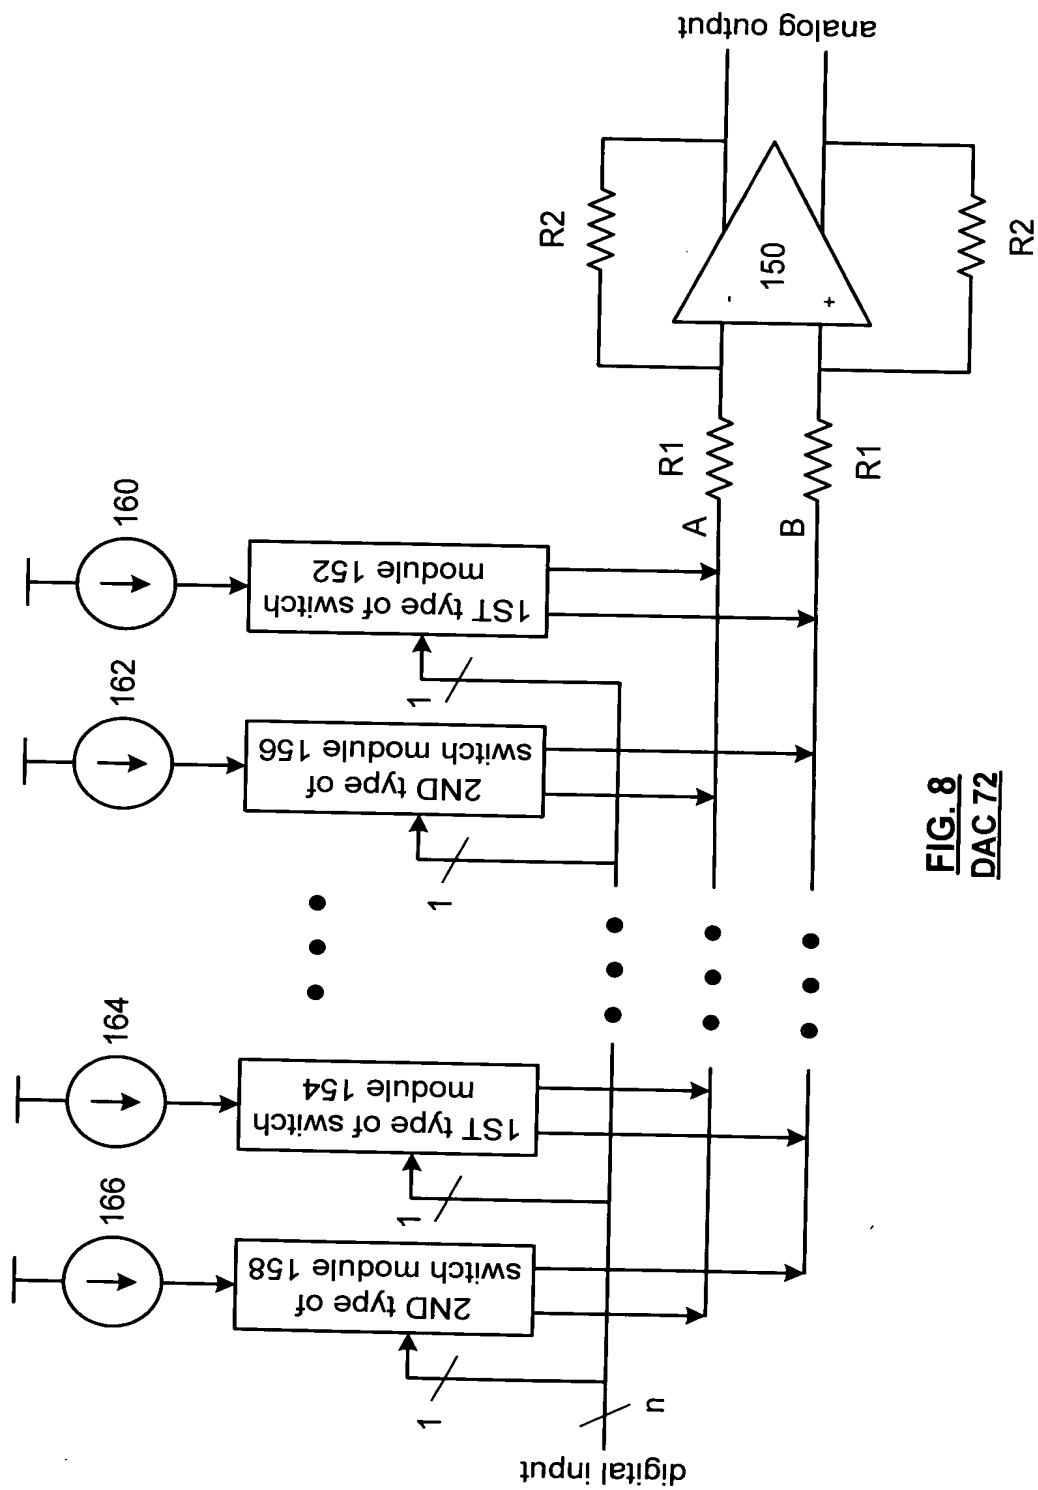 166
164
162
160
2ND type of
switch module 158
1ST type of switch
module 154
2ND type of
switch module 156
1ST type of switch
module 152
1
1
1
1
digital input
n
A
R1
B
R1
R2
-
150
+
R2
analog output
FIG. 8
DAC 72